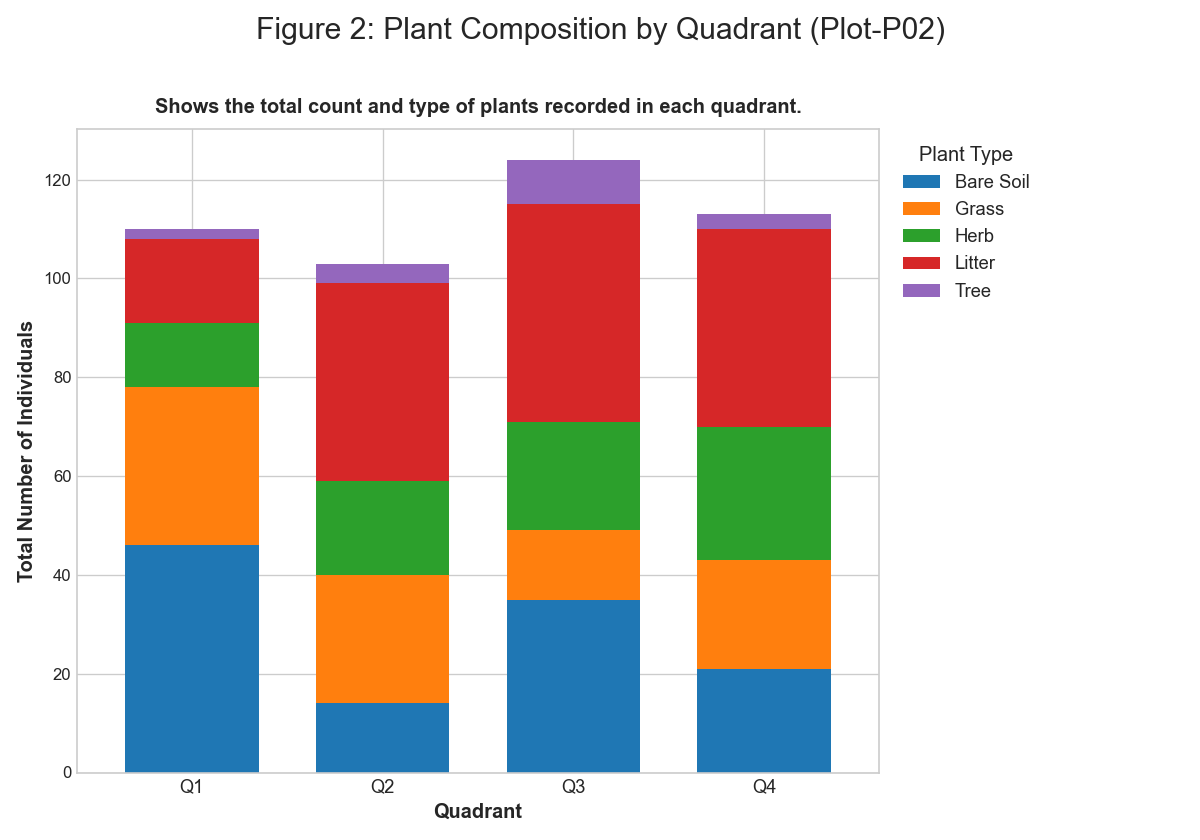 Figure 2: Plant Composition by Quadrant (Plot-P02)
Shows the total count and type of plants recorded in each quadrant.
Total Number of Individuals
120
100
80
60
40
20
0
Q1 Q2 Q3 Q4
Quadrant
Plant Type
Bare Soil
Grass
Herb
Litter
Tree